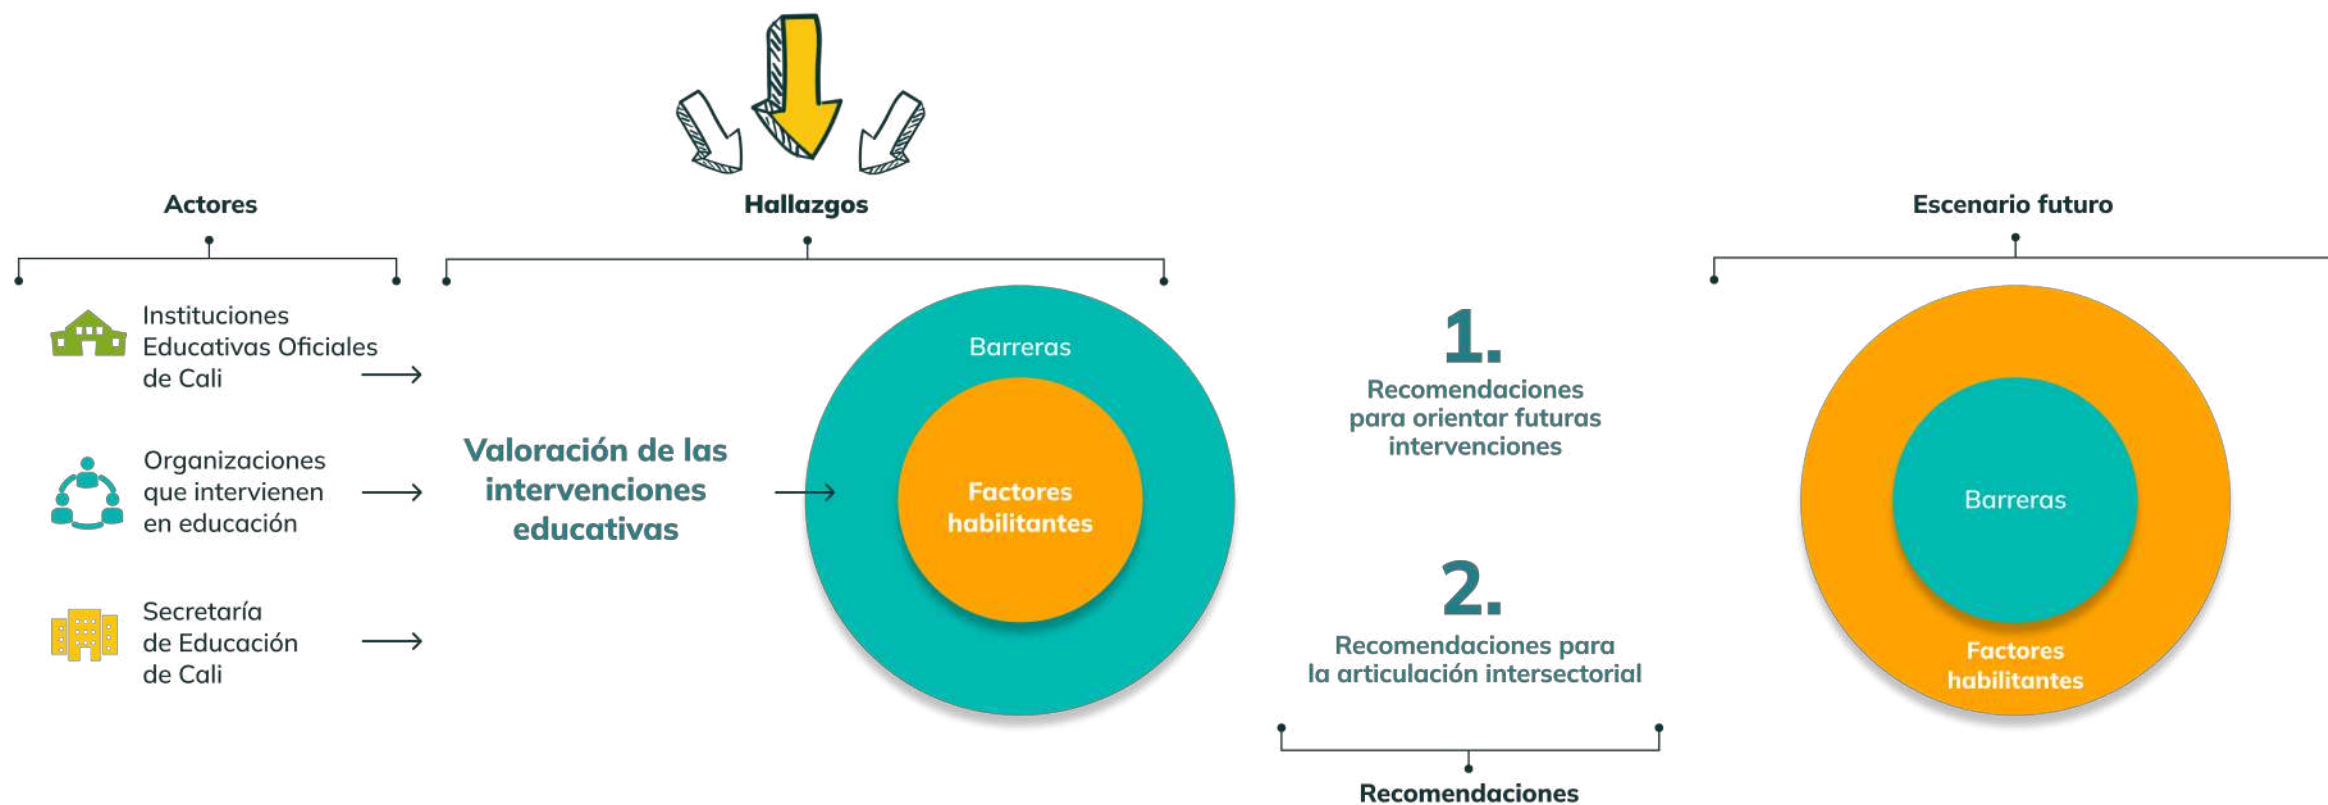 Actores
Instituciones
Educativas Oficiales
de Cali
Organizaciones
que intervienen
en educación
Secretaría
de Educación
de Cali
Hallazgos
Valoración de las
intervenciones
educativas
Barreras
Factores
habilitantes
1.
Recomendaciones
para orientar futuras
intervenciones
2.
Recomendaciones para
la articulación intersectorial
Recomendaciones
Escenario futuro
Barreras
Factores
habilitantes